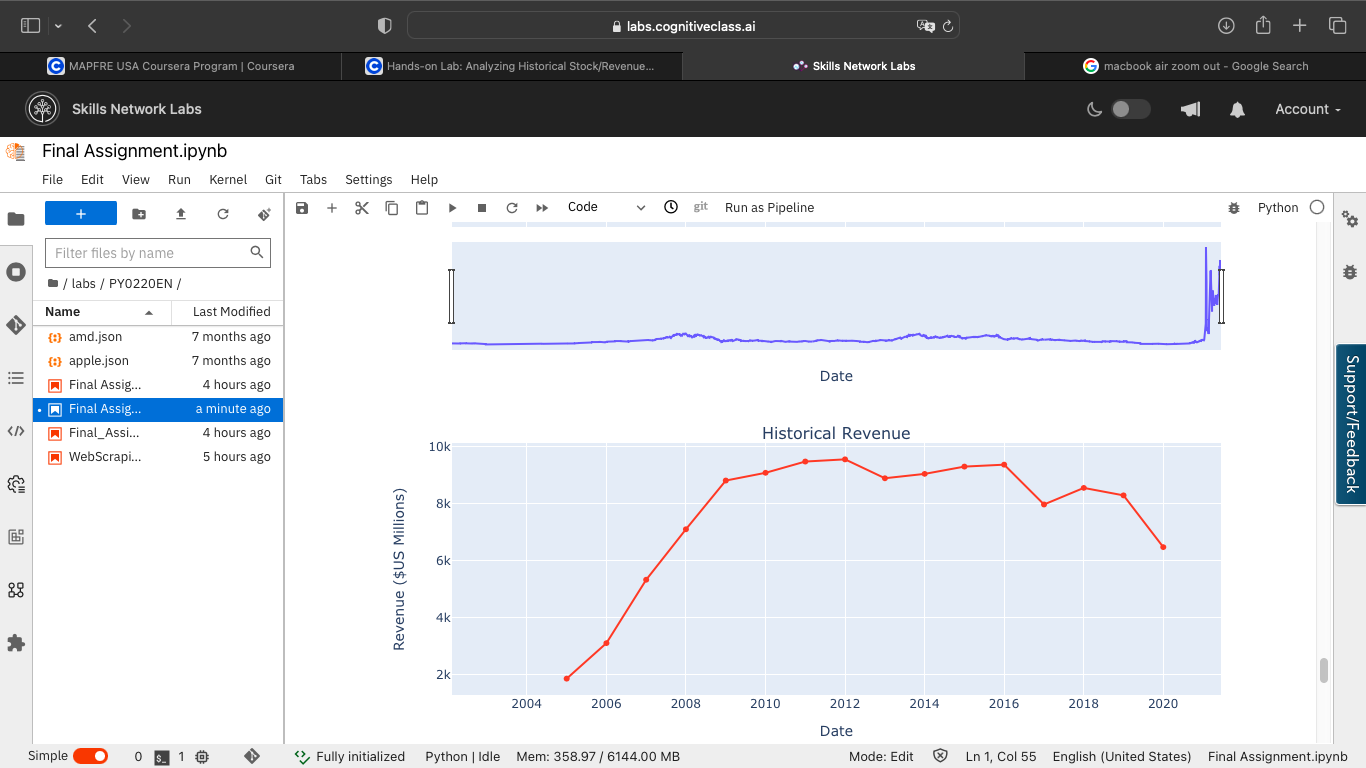 labs.cognitiveclass.ai
MAPFRE USA Coursera Program | Coursera
Hands-on Lab: Analyzing Historical Stock/Revenue...
Skills Network Labs
macbook air zoom out - Google Search
Skills Network Labs
Account
Final Assignment.ipynb
File Edit View Run Kernel Git Tabs Settings Help
Code
git
Run as Pipeline
Python
Filter files by name
/ labs / PY0220EN /
Name
Last Modified
amd.json 7 months ago
apple.json 7 months ago
Final Assig... 4 hours ago
Final Assig... a minute ago
Final_Assi... 4 hours ago
WebScrapi... 5 hours ago
Date
Historical Revenue
10k
8k
6k
4k
2k
Revenue ($US Millions)
2004 2006 2008 2010 2012 2014 2016 2018 2020
Date
Support/Feedback
Simple
0
1
Fully initialized
Python | Idle
Mem: 358.97 / 6144.00 MB
Mode: Edit
Ln 1, Col 55
English (United States)
Final Assignment.ipynb